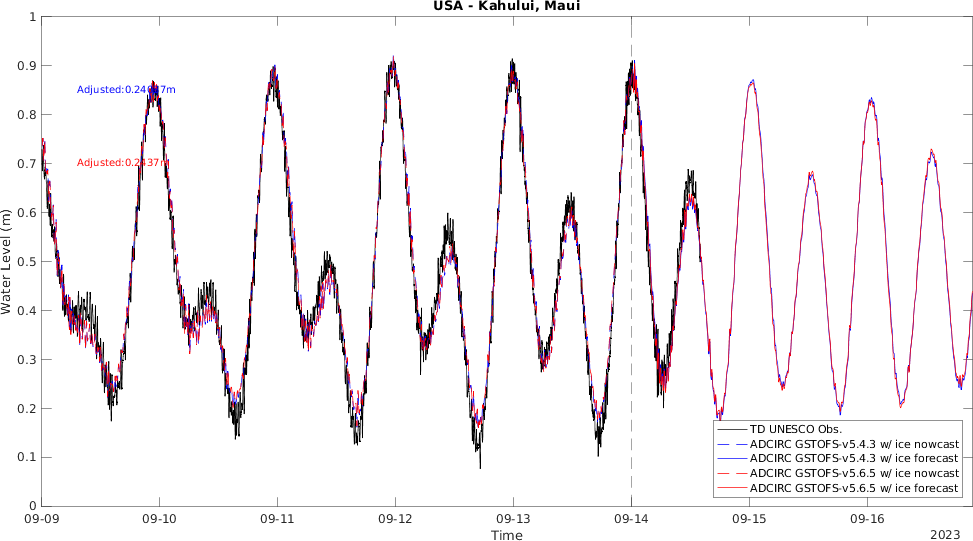 USA - Kahului, Maui
1
0.9
0.8
0.7
0.6
0.5
0.4
0.3
0.2
0.1
0
Water Level (m)
Adjusted:0.2437m
TD UNESCO Obs.
ADCIRC GSTOFS-v5.4.3 w/ ice nowcast
ADCIRC GSTOFS-v5.4.3 w/ ice forecast
ADCIRC GSTOFS-v5.6.5 w/ ice nowcast
ADCIRC GSTOFS-v5.6.5 w/ ice forecast
09-09
09-10
09-11
09-12
09-13
09-14
09-15
09-16
Time
2023